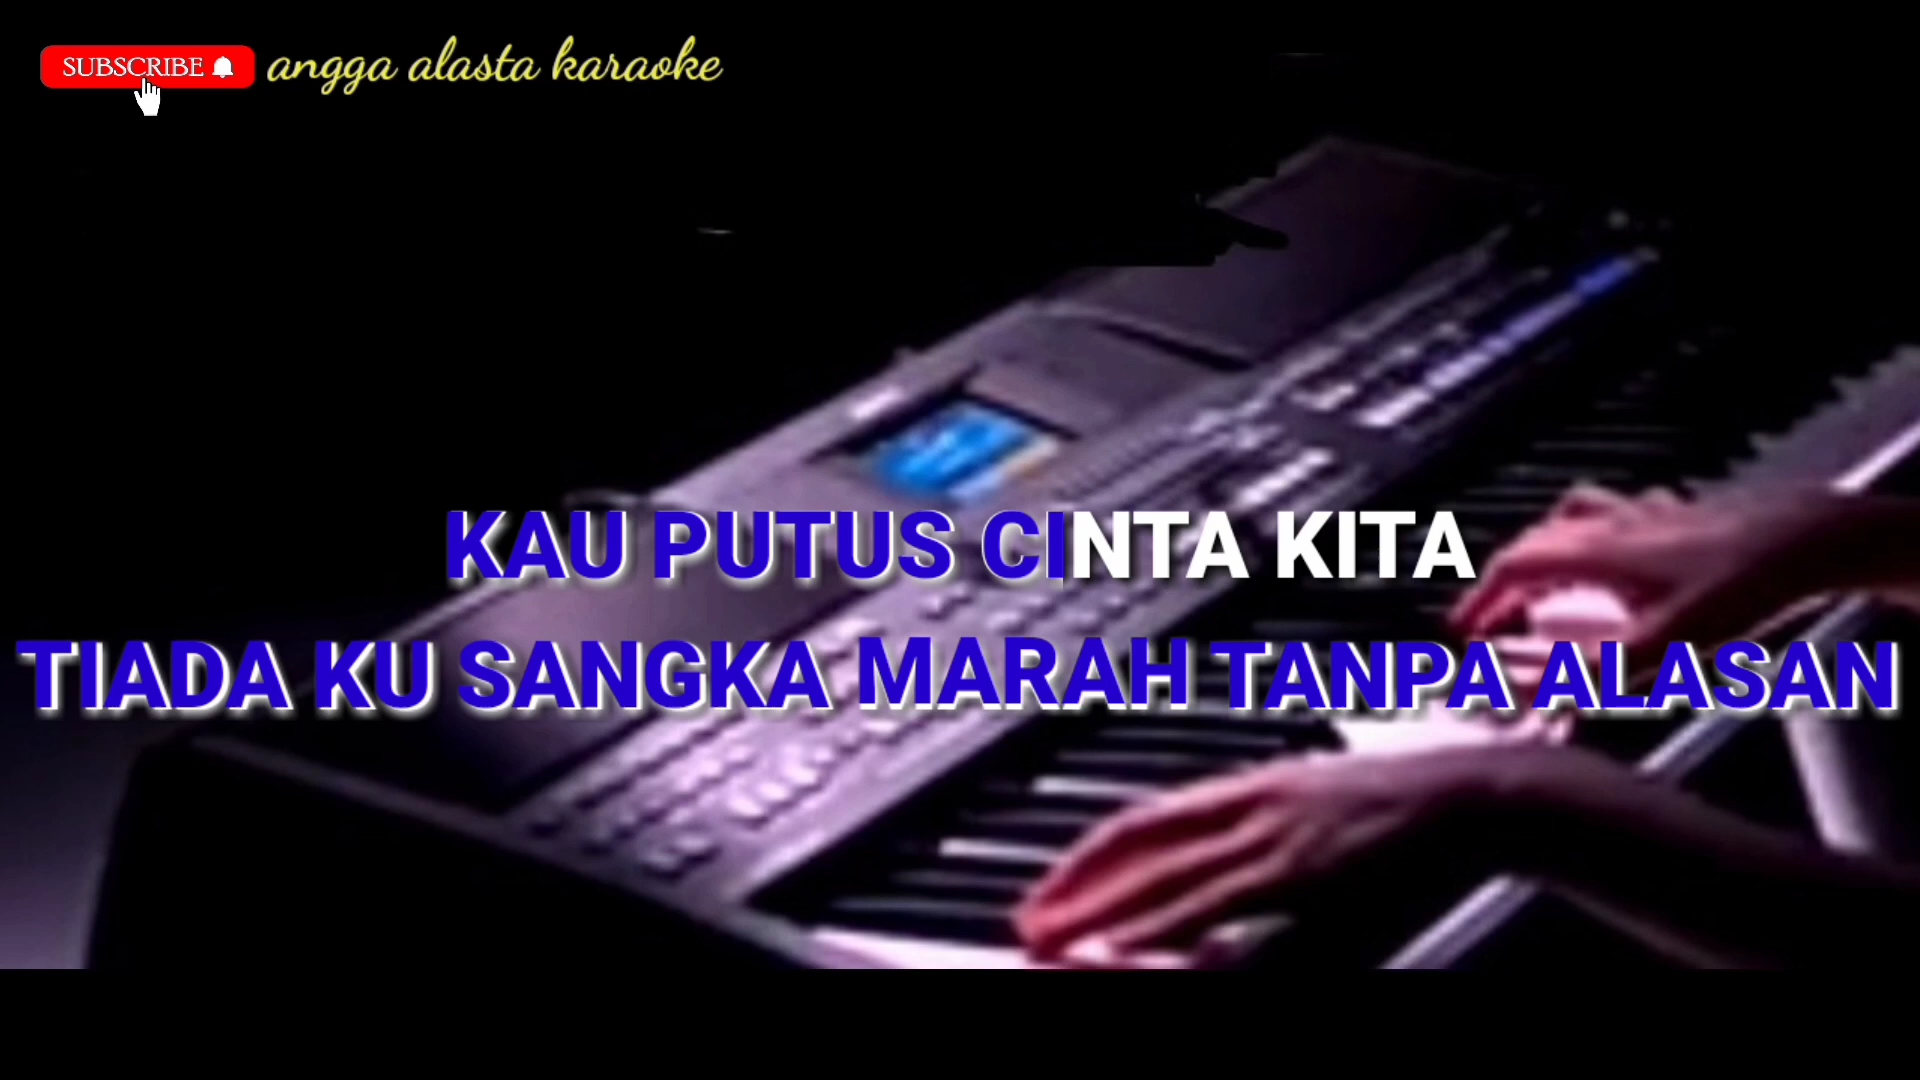 SUBSCRIBE angga alasta karaoke
KAU PUTUS CINTA KITA
TIADA KU SANGKA MARAH TANPA ALASAN